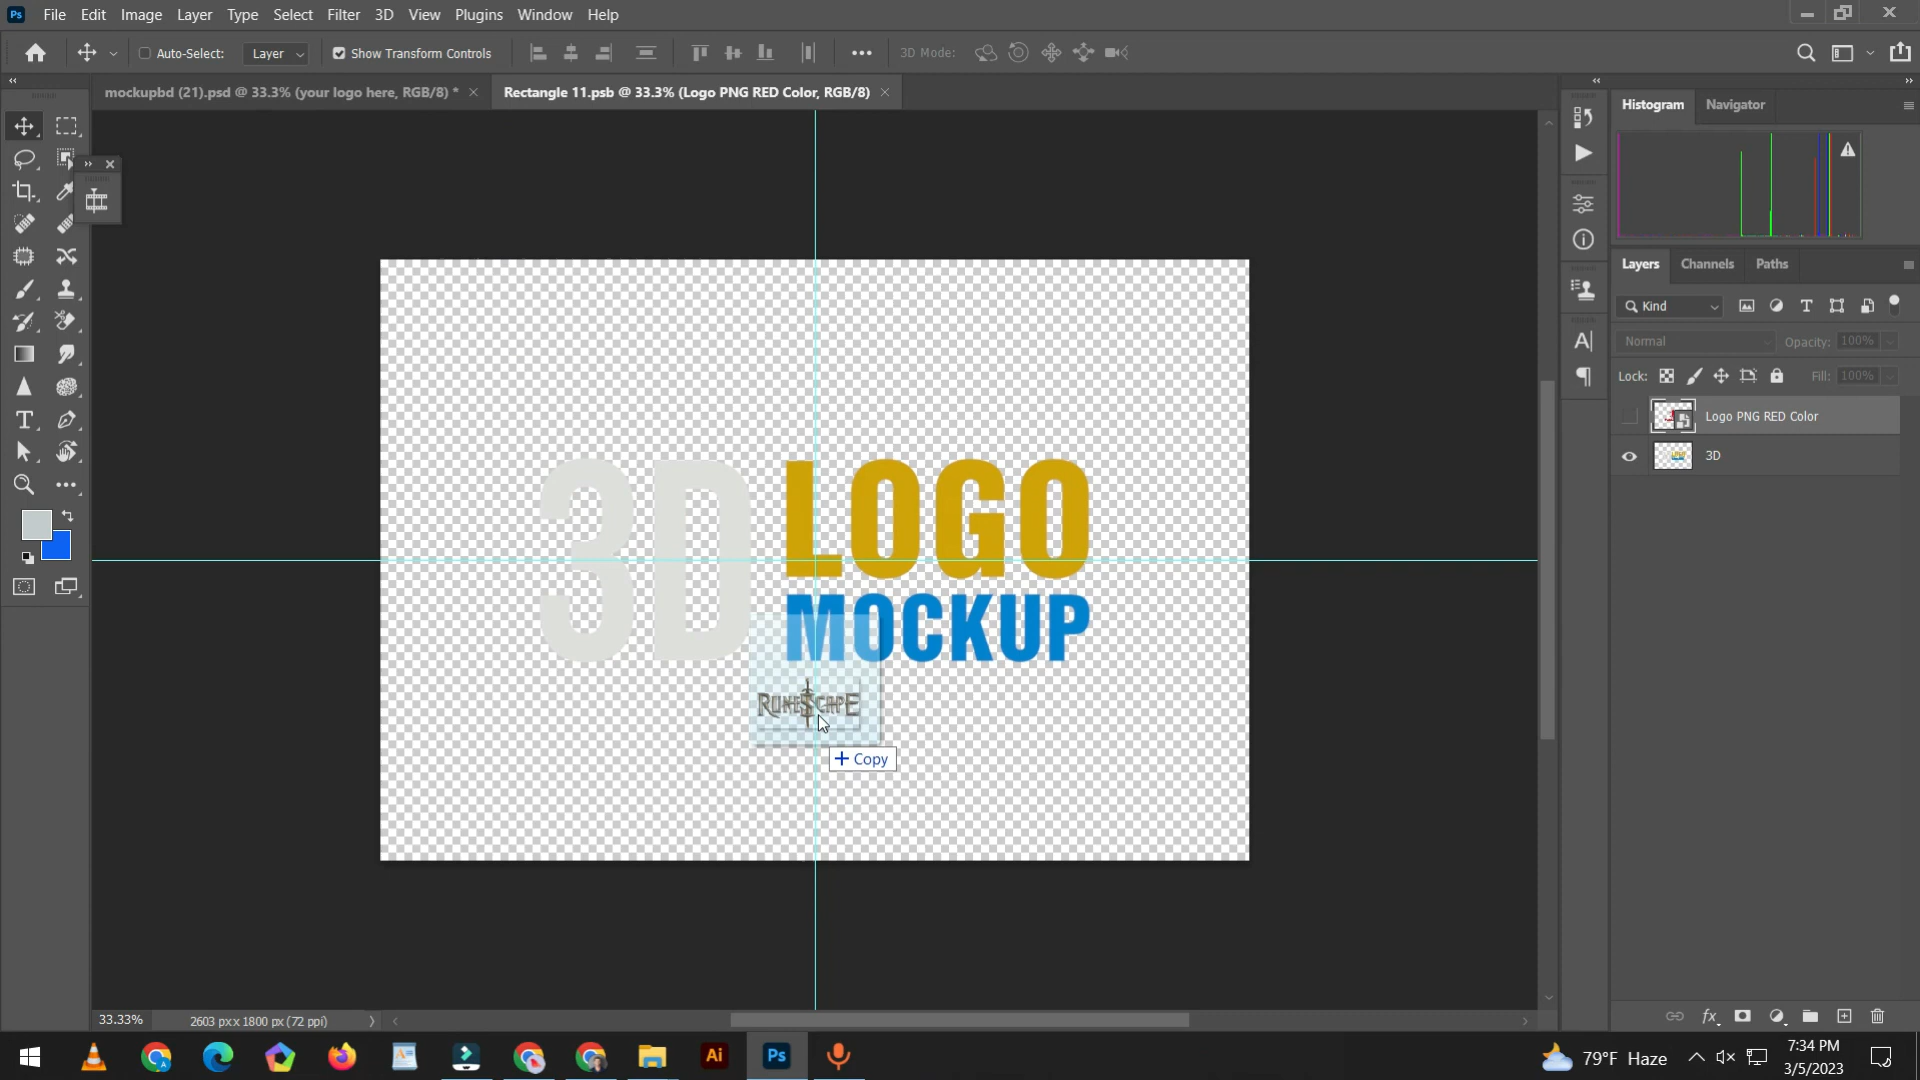 Ps File Edit Image Layer Type Select Filter 3D View Plugins Window Help
Auto-Select: Layer Show Transform Controls 3D Mode:
mockupbd (21).psd @ 33.3% (your logo here, RGB/8) * Rectangle 11.psb @ 33.3% (Logo PNG RED Color, RGB/8)
Histogram Navigator
Layers Channels Paths
Kind
Normal Opacity: 100%
Lock: Fill: 100%
Logo PNG RED Color
3D
3D LOGO
MOCKUP
RUNESCAPE
Copy
33.33% 2603 px x 1800 px (72 ppi)
Ai Ps 79°F Haze 7:34 PM
3/5/2023